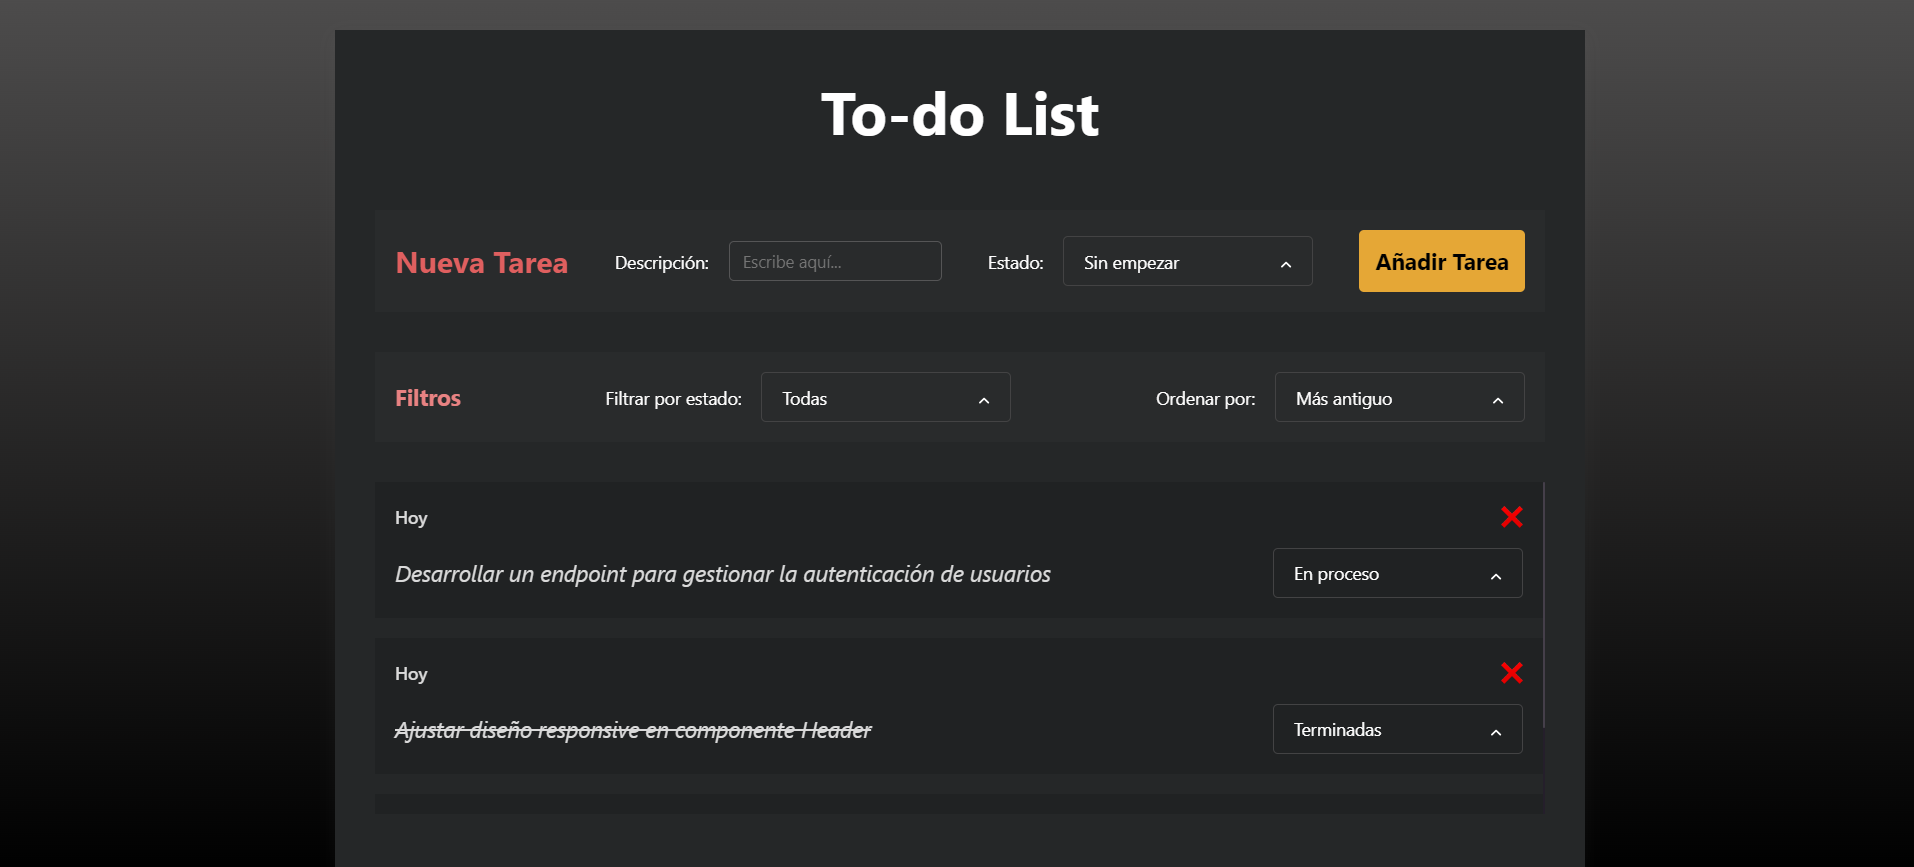 To-do List
Nueva Tarea Descripción: Escribe aquí... Estado: Sin empezar Añadir Tarea
Filtros Filtrar por estado: Todas Ordenar por: Más antiguo
Hoy
Desarrollar un endpoint para gestionar la autenticación de usuarios En proceso
Hoy
Ajustar diseño responsive en componente Header Terminadas